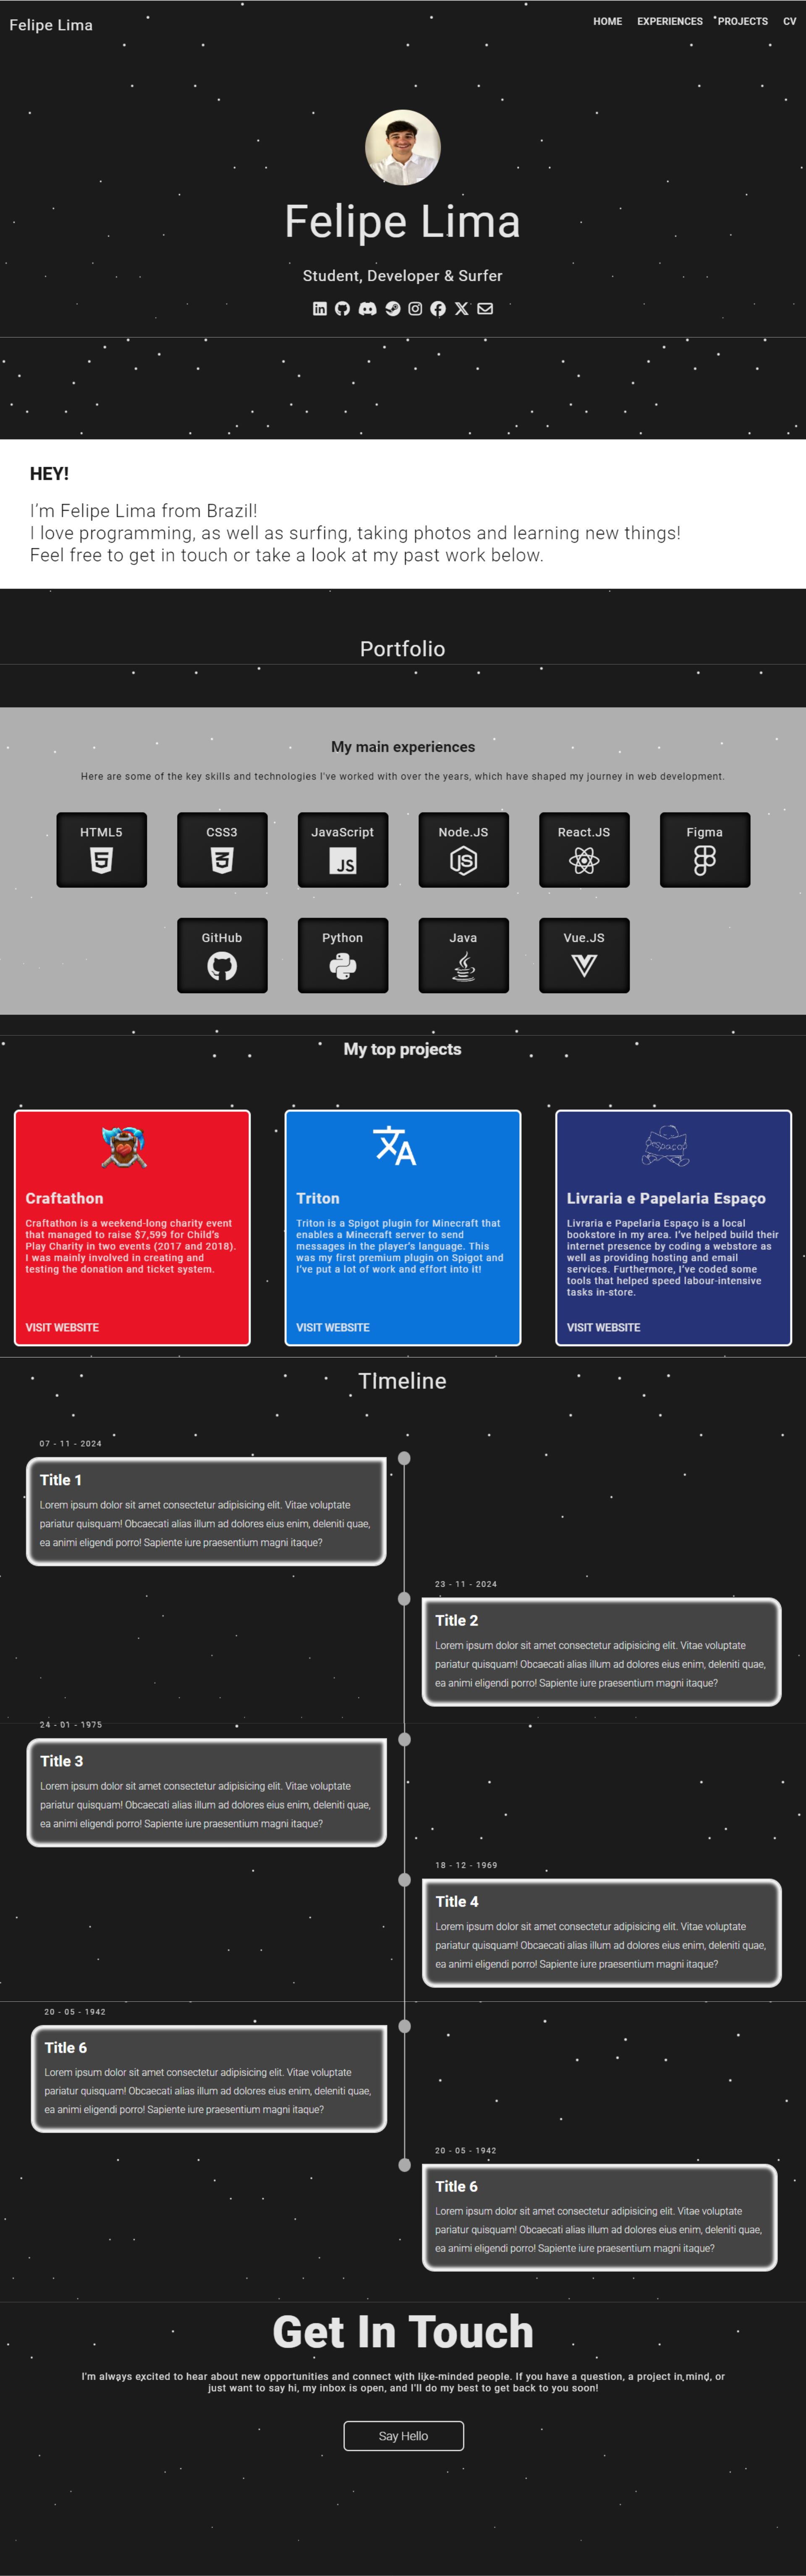 Felipe Lima
HOME EXPERIENCES PROJECTS CV
Felipe Lima
Student, Developer & Surfer
HEY!
I'm Felipe Lima from Brazil!
I love programming, as well as surfing, taking photos and learning new things!
Feel free to get in touch or take a look at my past work below.
Portfolio
My main experiences
Here are some of the key skills and technologies I've worked with over the years, which have shaped my journey in web development.
HTML5
CSS3
JavaScript
JS
Node.JS
JS
React.JS
Figma
GitHub
Python
Java
Vue.JS
My top projects
Craftathon
Craftathon is a weekend-long charity event
that managed to raise $7,599 for Child's
Play Charity in two events (2017 and 2018).
I was mainly involved in creating and
testing the donation and ticket system.
VISIT WEBSITE
Triton
Triton is a Spigot plugin for Minecraft that
enables a Minecraft server to send
messages in the player's language. This
was my first premium plugin on Spigot and
I've put a lot of work and effort into it!
VISIT WEBSITE
espaço
Livraria e Papelaria Espaço
Livraria e Papelaria Espaço is a local
bookstore in my area. I've helped build their
internet presence by coding a webstore as
well as providing hosting and email
services. Furthermore, I've coded some
tools that helped speed labour-intensive
tasks in-store.
VISIT WEBSITE
TImeline
07 - 11 - 2024
Title 1
Lorem ipsum dolor sit amet consectetur adipisicing elit. Vitae voluptate
pariatur quisquam! Obcaecati alias illum ad dolores eius enim, deleniti quae,
ea animi eligendi porro! Sapiente iure praesentium magni itaque?
23 - 11 - 2024
Title 2
Lorem ipsum dolor sit amet consectetur adipisicing elit. Vitae voluptate
pariatur quisquam! Obcaecati alias illum ad dolores eius enim, deleniti quae,
ea animi eligendi porro! Sapiente iure praesentium magni itaque?
24 - 01 - 1975
Title 3
Lorem ipsum dolor sit amet consectetur adipisicing elit. Vitae voluptate
pariatur quisquam! Obcaecati alias illum ad dolores eius enim, deleniti quae,
ea animi eligendi porro! Sapiente iure praesentium magni itaque?
18 - 12 - 1969
Title 4
Lorem ipsum dolor sit amet consectetur adipisicing elit. Vitae voluptate
pariatur quisquam! Obcaecati alias illum ad dolores eius enim, deleniti quae,
ea animi eligendi porro! Sapiente iure praesentium magni itaque?
20 - 05 - 1942
Title 6
Lorem ipsum dolor sit amet consectetur adipisicing elit. Vitae voluptate
pariatur quisquam! Obcaecati alias illum ad dolores eius enim, deleniti quae,
ea animi eligendi porro! Sapiente iure praesentium magni itaque?
20 - 05 - 1942
Title 6
Lorem ipsum dolor sit amet consectetur adipisicing elit. Vitae voluptate
pariatur quisquam! Obcaecati alias illum ad dolores eius enim, deleniti quae,
ea animi eligendi porro! Sapiente iure praesentium magni itaque?
Get In Touch
I'm always excited to hear about new opportunities and connect with like-minded people. If you have a question, a project in mind, or
just want to say hi, my inbox is open, and I'll do my best to get back to you soon!
Say Hello